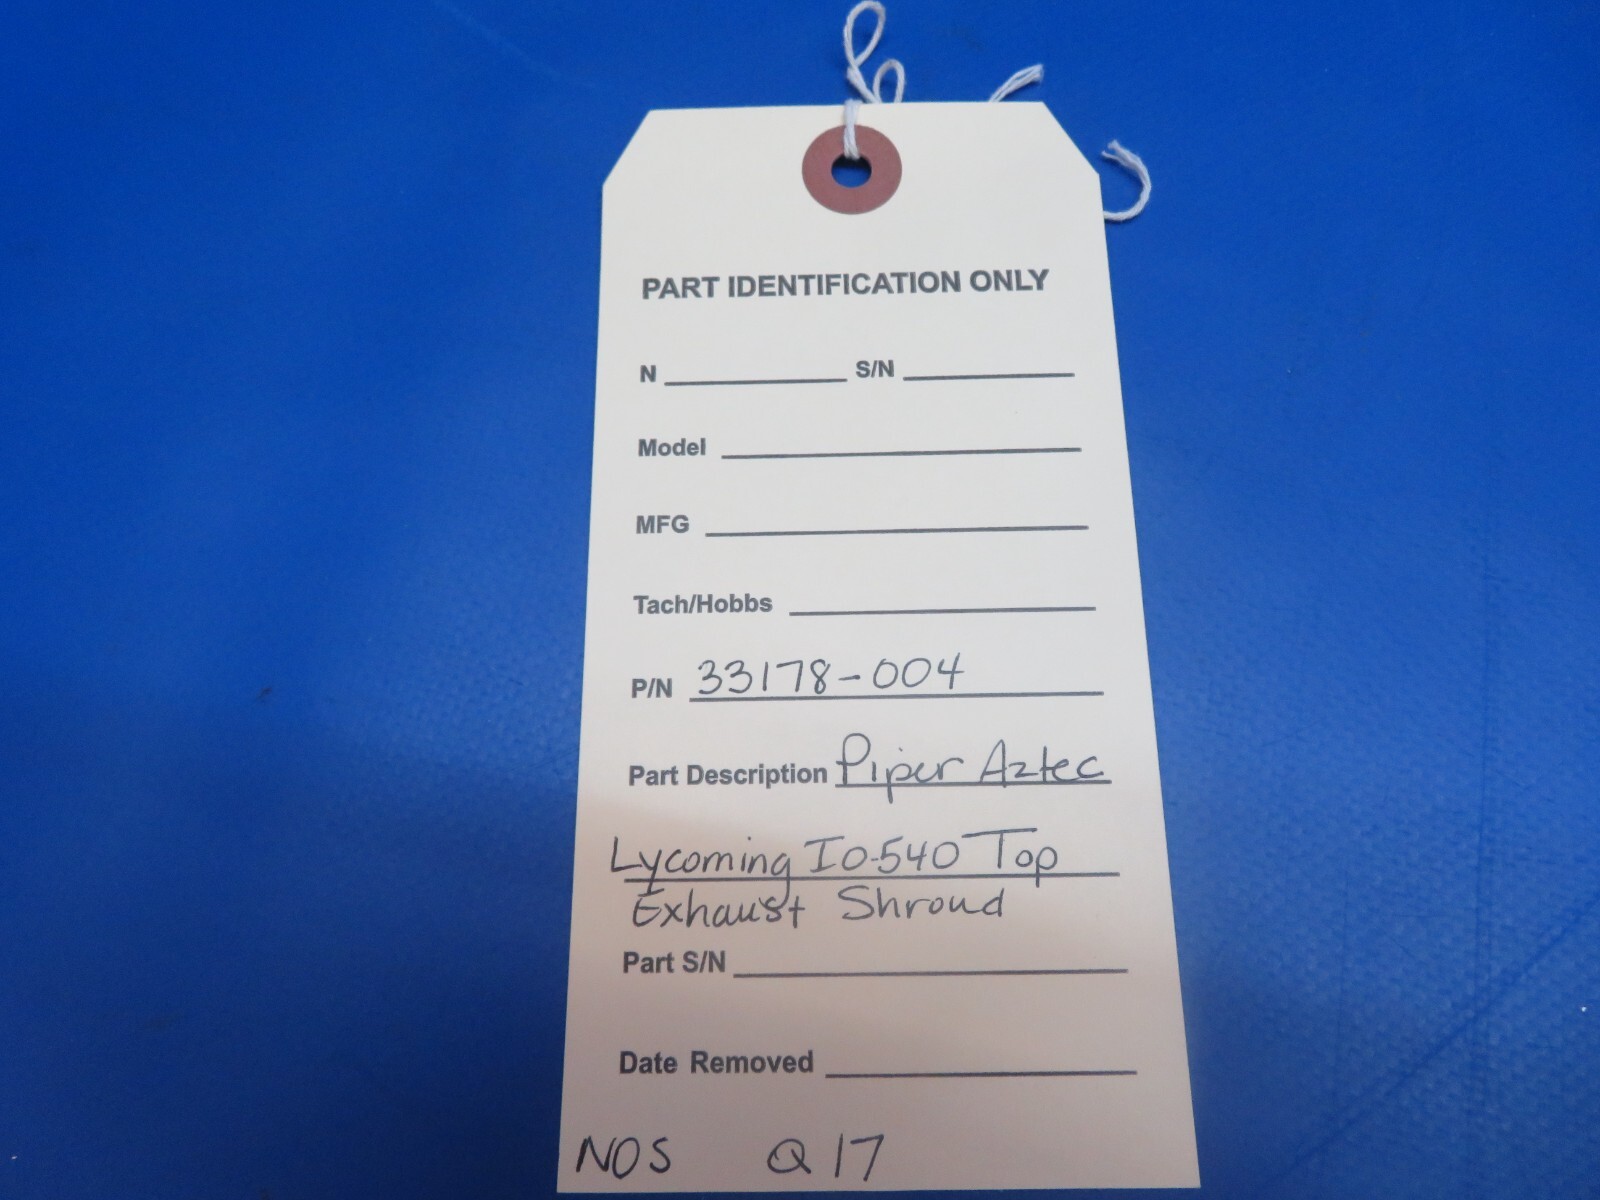 PART IDENTIFICATION ONLY
N S/N
Model
MFG
Tach/Hobbs
P/N 33178-004
Part Description Piper Aztec
Lycoming IO-540 Top
Exhaust Shroud
Part S/N
Date Removed
NOS Q17